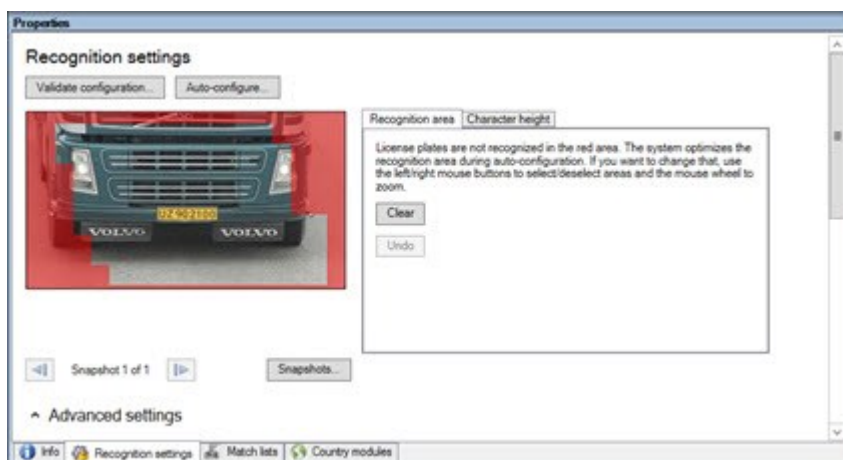 Properties
Recognition settings
Validate configuration... Auto-configure...
Recognition area Character height
License plates are not recognized in the red area. The system optimizes the
recognition area during auto-configuration. If you want to change that, use
the left/right mouse buttons to select/deselect areas and the mouse wheel to
zoom.
Clear
Undo
UZ 902100
VOLVO VOLVO
Snapshot 1 of 1 Snapshots...
Advanced settings
Info Recognition settings Match lists Country modules